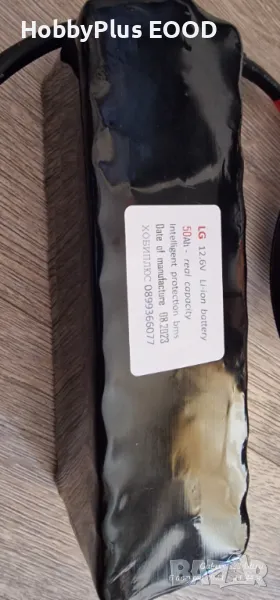 HobbyPlus EOOD
LG 12.6V Li-ion battery
50Ah - real capacity
Intelligent protection bms
Date of manufacture 08.2023
ХОБИПЛЮС 0899366077